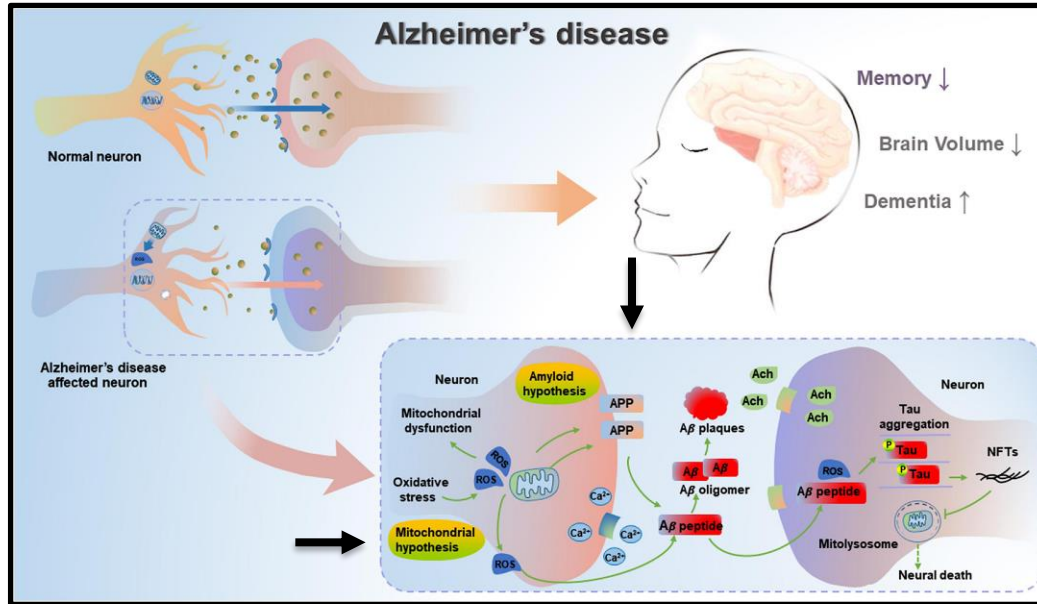 Alzheimer's disease
Normal neuron
Memory ↓
Brain Volume ↓
Dementia ↑
ROS
Alzheimer's disease
affected neuron
Neuron
Amyloid
hypothesis
APP
APP
Mitochondrial
dysfunction
ROS
ROS
Oxidative
stress
Mitochondrial
hypothesis
ROS
Ca²⁺
Ca²⁺
Ca²⁺
Ca²⁺
Aβ plaques
Aβ
Aβ
Aβ oligomer
Aβ peptide
Ach
Ach
Ach
Ach
Neuron
Tau
aggregation
P
Tau
P
Tau
NFTs
ROS
Aβ peptide
Mitolysosome
Neural death